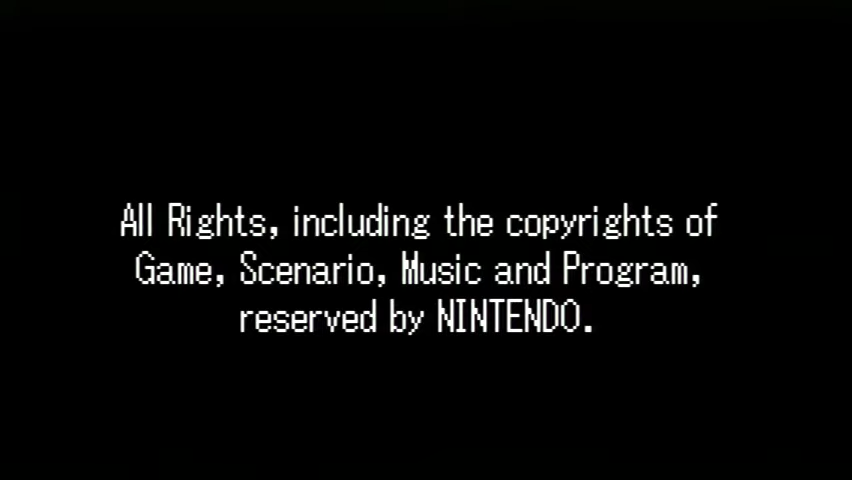 All Rights, including the copyrights of
Game, Scenario, Music and Program,
reserved by NINTENDO.